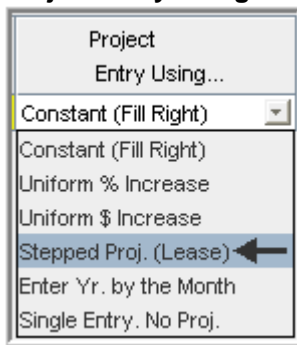 Project
Entry Using...
Constant (Fill Right)
Constant (Fill Right)
Uniform % Increase
Uniform $ Increase
Stepped Proj. (Lease)
Enter Yr. by the Month
Single Entry. No Proj.